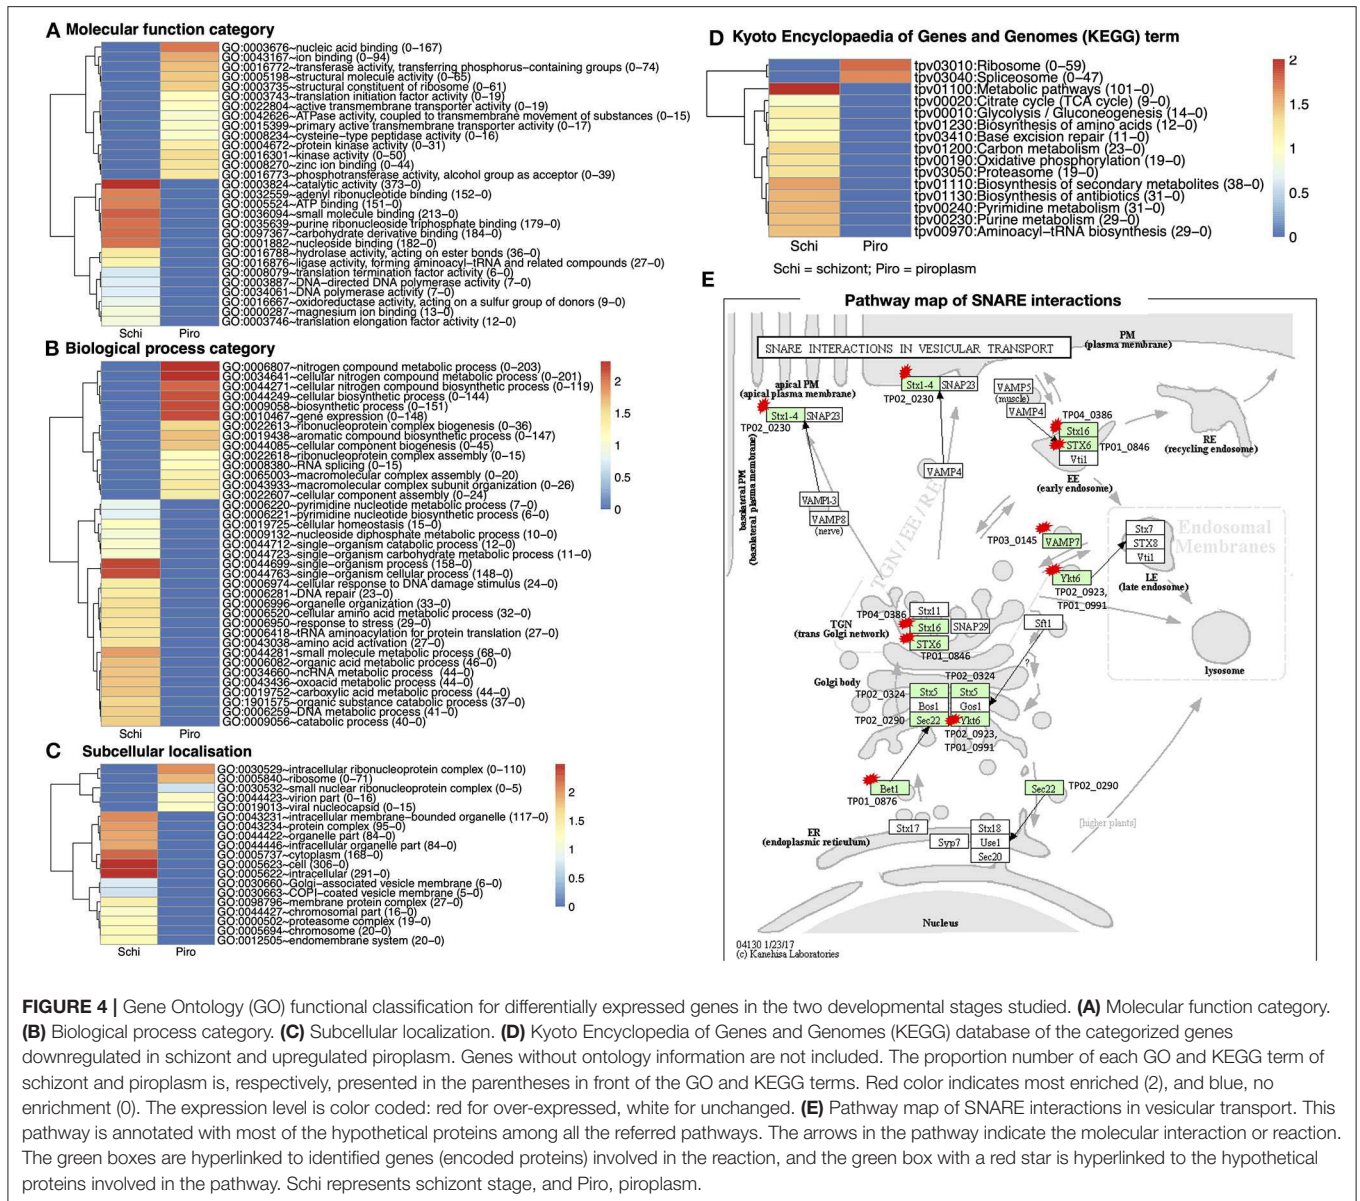 A Molecular function category
GO:0003676~nucleic acid binding (0−167)
GO:0043167~ion binding (0−94)
GO:0016772~transferase activity, transferring phosphorus−containing groups (0−74)
GO:0005198~structural molecule activity (0−65)
GO:0003735~structural constituent of ribosome (0−61)
GO:0003743~translation initiation factor activity (0−19)
GO:0022804~active transmembrane transporter activity (0−19)
GO:0042626~ATPase activity, coupled to transmembrane movement of substances (0−15)
GO:0015399~primary active transmembrane transporter activity (0−17)
GO:0008234~cysteine−type peptidase activity (0−16)
GO:0004672~protein kinase activity (0−31)
GO:0016301~kinase activity (0−50)
GO:0008270~zinc ion binding (0−44)
GO:0016773~phosphotransferase activity, alcohol group as acceptor (0−39)
GO:0003824~catalytic activity (373−0)
GO:0032559~adenyl ribonucleotide binding (152−0)
GO:0005524~ATP binding (151−0)
GO:0036094~small molecule binding (213−0)
GO:0035639~purine ribonucleoside triphosphate binding (179−0)
GO:0097367~carbohydrate derivative binding (184−0)
GO:0001882~nucleoside binding (182−0)
GO:0016788~hydrolase activity, acting on ester bonds (36−0)
GO:0016876~ligase activity, forming aminoacyl−tRNA and related compounds (27−0)
GO:0008079~translation termination factor activity (6−0)
GO:0003887~DNA−directed DNA polymerase activity (7−0)
GO:0034061~DNA polymerase activity (7−0)
GO:0016667~oxidoreductase activity, acting on a sulfur group of donors (9−0)
GO:0000287~magnesium ion binding (13−0)
GO:0003746~translation elongation factor activity (12−0)
Schi Piro
B Biological process category
GO:0006807~nitrogen compound metabolic process (0−203)
GO:0034641~cellular nitrogen compound metabolic process (0−201)
GO:0044271~cellular nitrogen compound biosynthetic process (0−119)
GO:0044249~cellular biosynthetic process (0−144)
GO:0009058~biosynthetic process (0−151)
GO:0010467~gene expression (0−148)
GO:0022613~ribonucleoprotein complex biogenesis (0−36)
GO:0019438~aromatic compound biosynthetic process (0−147)
GO:0044085~cellular component biogenesis (0−45)
GO:0022618~ribonucleoprotein complex assembly (0−15)
GO:0008380~RNA splicing (0−15)
GO:0065003~macromolecular complex assembly (0−20)
GO:0043933~macromolecular complex subunit organization (0−26)
GO:0022607~cellular component assembly (0−24)
GO:0006220~pyrimidine nucleotide metabolic process (7−0)
GO:0006221~pyrimidine nucleotide biosynthetic process (6−0)
GO:0019725~cellular homeostasis (15−0)
GO:0009132~nucleoside diphosphate metabolic process (10−0)
GO:0044712~single−organism catabolic process (12−0)
GO:0044723~single−organism carbohydrate metabolic process (11−0)
GO:0044699~single−organism process (158−0)
GO:0044763~single−organism cellular process (148−0)
GO:0006974~cellular response to DNA damage stimulus (24−0)
GO:0006281~DNA repair (23−0)
GO:0006996~organelle organization (33−0)
GO:0006520~cellular amino acid metabolic process (32−0)
GO:0006950~response to stress (29−0)
GO:0006418~tRNA aminoacylation for protein translation (27−0)
GO:0043038~amino acid activation (27−0)
GO:0044281~small molecule metabolic process (68−0)
GO:0006082~organic acid metabolic process (46−0)
GO:0034660~ncRNA metabolic process (44−0)
GO:0043436~oxoacid metabolic process (44−0)
GO:0019752~carboxylic acid metabolic process (44−0)
GO:1901575~organic substance catabolic process (37−0)
GO:0006259~DNA metabolic process (41−0)
GO:0009056~catabolic process (40−0)
Schi Piro
2
1.5
1
0.5
0
C Subcellular localisation
GO:0030529~intracellular ribonucleoprotein complex (0−110)
GO:0005840~ribosome (0−71)
GO:0030532~small nuclear ribonucleoprotein complex (0−5)
GO:0044423~virion part (0−16)
GO:0019013~viral nucleocapsid (0−15)
GO:0043231~intracellular membrane−bounded organelle (117−0)
GO:0043234~protein complex (95−0)
GO:0044422~organelle part (84−0)
GO:0044446~intracellular organelle part (84−0)
GO:0005737~cytoplasm (168−0)
GO:0005623~cell (306−0)
GO:0005622~intracellular (291−0)
GO:0030660~Golgi−associated vesicle membrane (6−0)
GO:0030663~COPI−coated vesicle membrane (5−0)
GO:0098796~membrane protein complex (27−0)
GO:0044427~chromosomal part (16−0)
GO:0000502~proteasome complex (19−0)
GO:0005694~chromosome (20−0)
GO:0012505~endomembrane system (20−0)
Schi Piro
2
1.5
1
0.5
0
D Kyoto Encyclopaedia of Genes and Genomes (KEGG) term
tpv03010:Ribosome (0−59)
tpv03040:Spliceosome (0−47)
tpv01100:Metabolic pathways (101−0)
tpv00020:Citrate cycle (TCA cycle) (9−0)
tpv00010:Glycolysis / Gluconeogenesis (14−0)
tpv01230:Biosynthesis of amino acids (12−0)
tpv03410:Base excision repair (11−0)
tpv01200:Carbon metabolism (23−0)
tpv00190:Oxidative phosphorylation (19−0)
tpv03050:Proteasome (19−0)
tpv01110:Biosynthesis of secondary metabolites (38−0)
tpv01130:Biosynthesis of antibiotics (31−0)
tpv00240:Pyrimidine metabolism (31−0)
tpv00230:Purine metabolism (29−0)
tpv00970:Aminoacyl−tRNA biosynthesis (29−0)
Schi Piro
2
1.5
1
0.5
0
Schi = schizont; Piro = piroplasm
E
Pathway map of SNARE interactions
SNARE INTERACTIONS IN VESICULAR TRANSPORT
PM
(plasma membrane)
apical PM
(apical plasma membrane)
Stx1-4 SNAP23
TP02_0230
Stx1-4 SNAP23
TP02_0230
VAMP5
(muscle)
VAMP4
TP04_0386
Stx16
STX6 TP01_0846
Vti1
EE
(early endosome)
RE
(recycling endosome)
basolateral PM
(basolateral plasma membrane)
VAMP4
VAMP1-3
VAMP8
(nerve)
TGN / EE / RE
TP03_0145 VAMP7
Stx7
STX8
Vti1
LE
(late endosome)
Endosomal
Membranes
Ykt6
TP02_0923,
TP01_0991
TP04_0386
Stx11
Stx16 SNAP29
STX6
TP01_0846
TGN
(trans Golgi network)
Sft1
?
lysosome
Golgi body
TP02_0324
TP02_0324
Stx5 Stx5
Bos1 Gos1
TP02_0290 Sec22 Ykt6
TP02_0923,
TP01_0991
Bet1
TP01_0876
Sec22 TP02_0290
ER
(endoplasmic reticulum)
Stx17
Syp7
Stx18
Use1
Sec20
[higher plants]
Nucleus
04130 1/23/17
(c) Kanehisa Laboratories
FIGURE 4 | Gene Ontology (GO) functional classification for differentially expressed genes in the two developmental stages studied. (A) Molecular function category.
(B) Biological process category. (C) Subcellular localization. (D) Kyoto Encyclopedia of Genes and Genomes (KEGG) database of the categorized genes
downregulated in schizont and upregulated piroplasm. Genes without ontology information are not included. The proportion number of each GO and KEGG term of
schizont and piroplasm is, respectively, presented in the parentheses in front of the GO and KEGG terms. Red color indicates most enriched (2), and blue, no
enrichment (0). The expression level is color coded: red for over-expressed, white for unchanged. (E) Pathway map of SNARE interactions in vesicular transport. This
pathway is annotated with most of the hypothetical proteins among all the referred pathways. The arrows in the pathway indicate the molecular interaction or reaction.
The green boxes are hyperlinked to identified genes (encoded proteins) involved in the reaction, and the green box with a red star is hyperlinked to the hypothetical
proteins involved in the pathway. Schi represents schizont stage, and Piro, piroplasm.